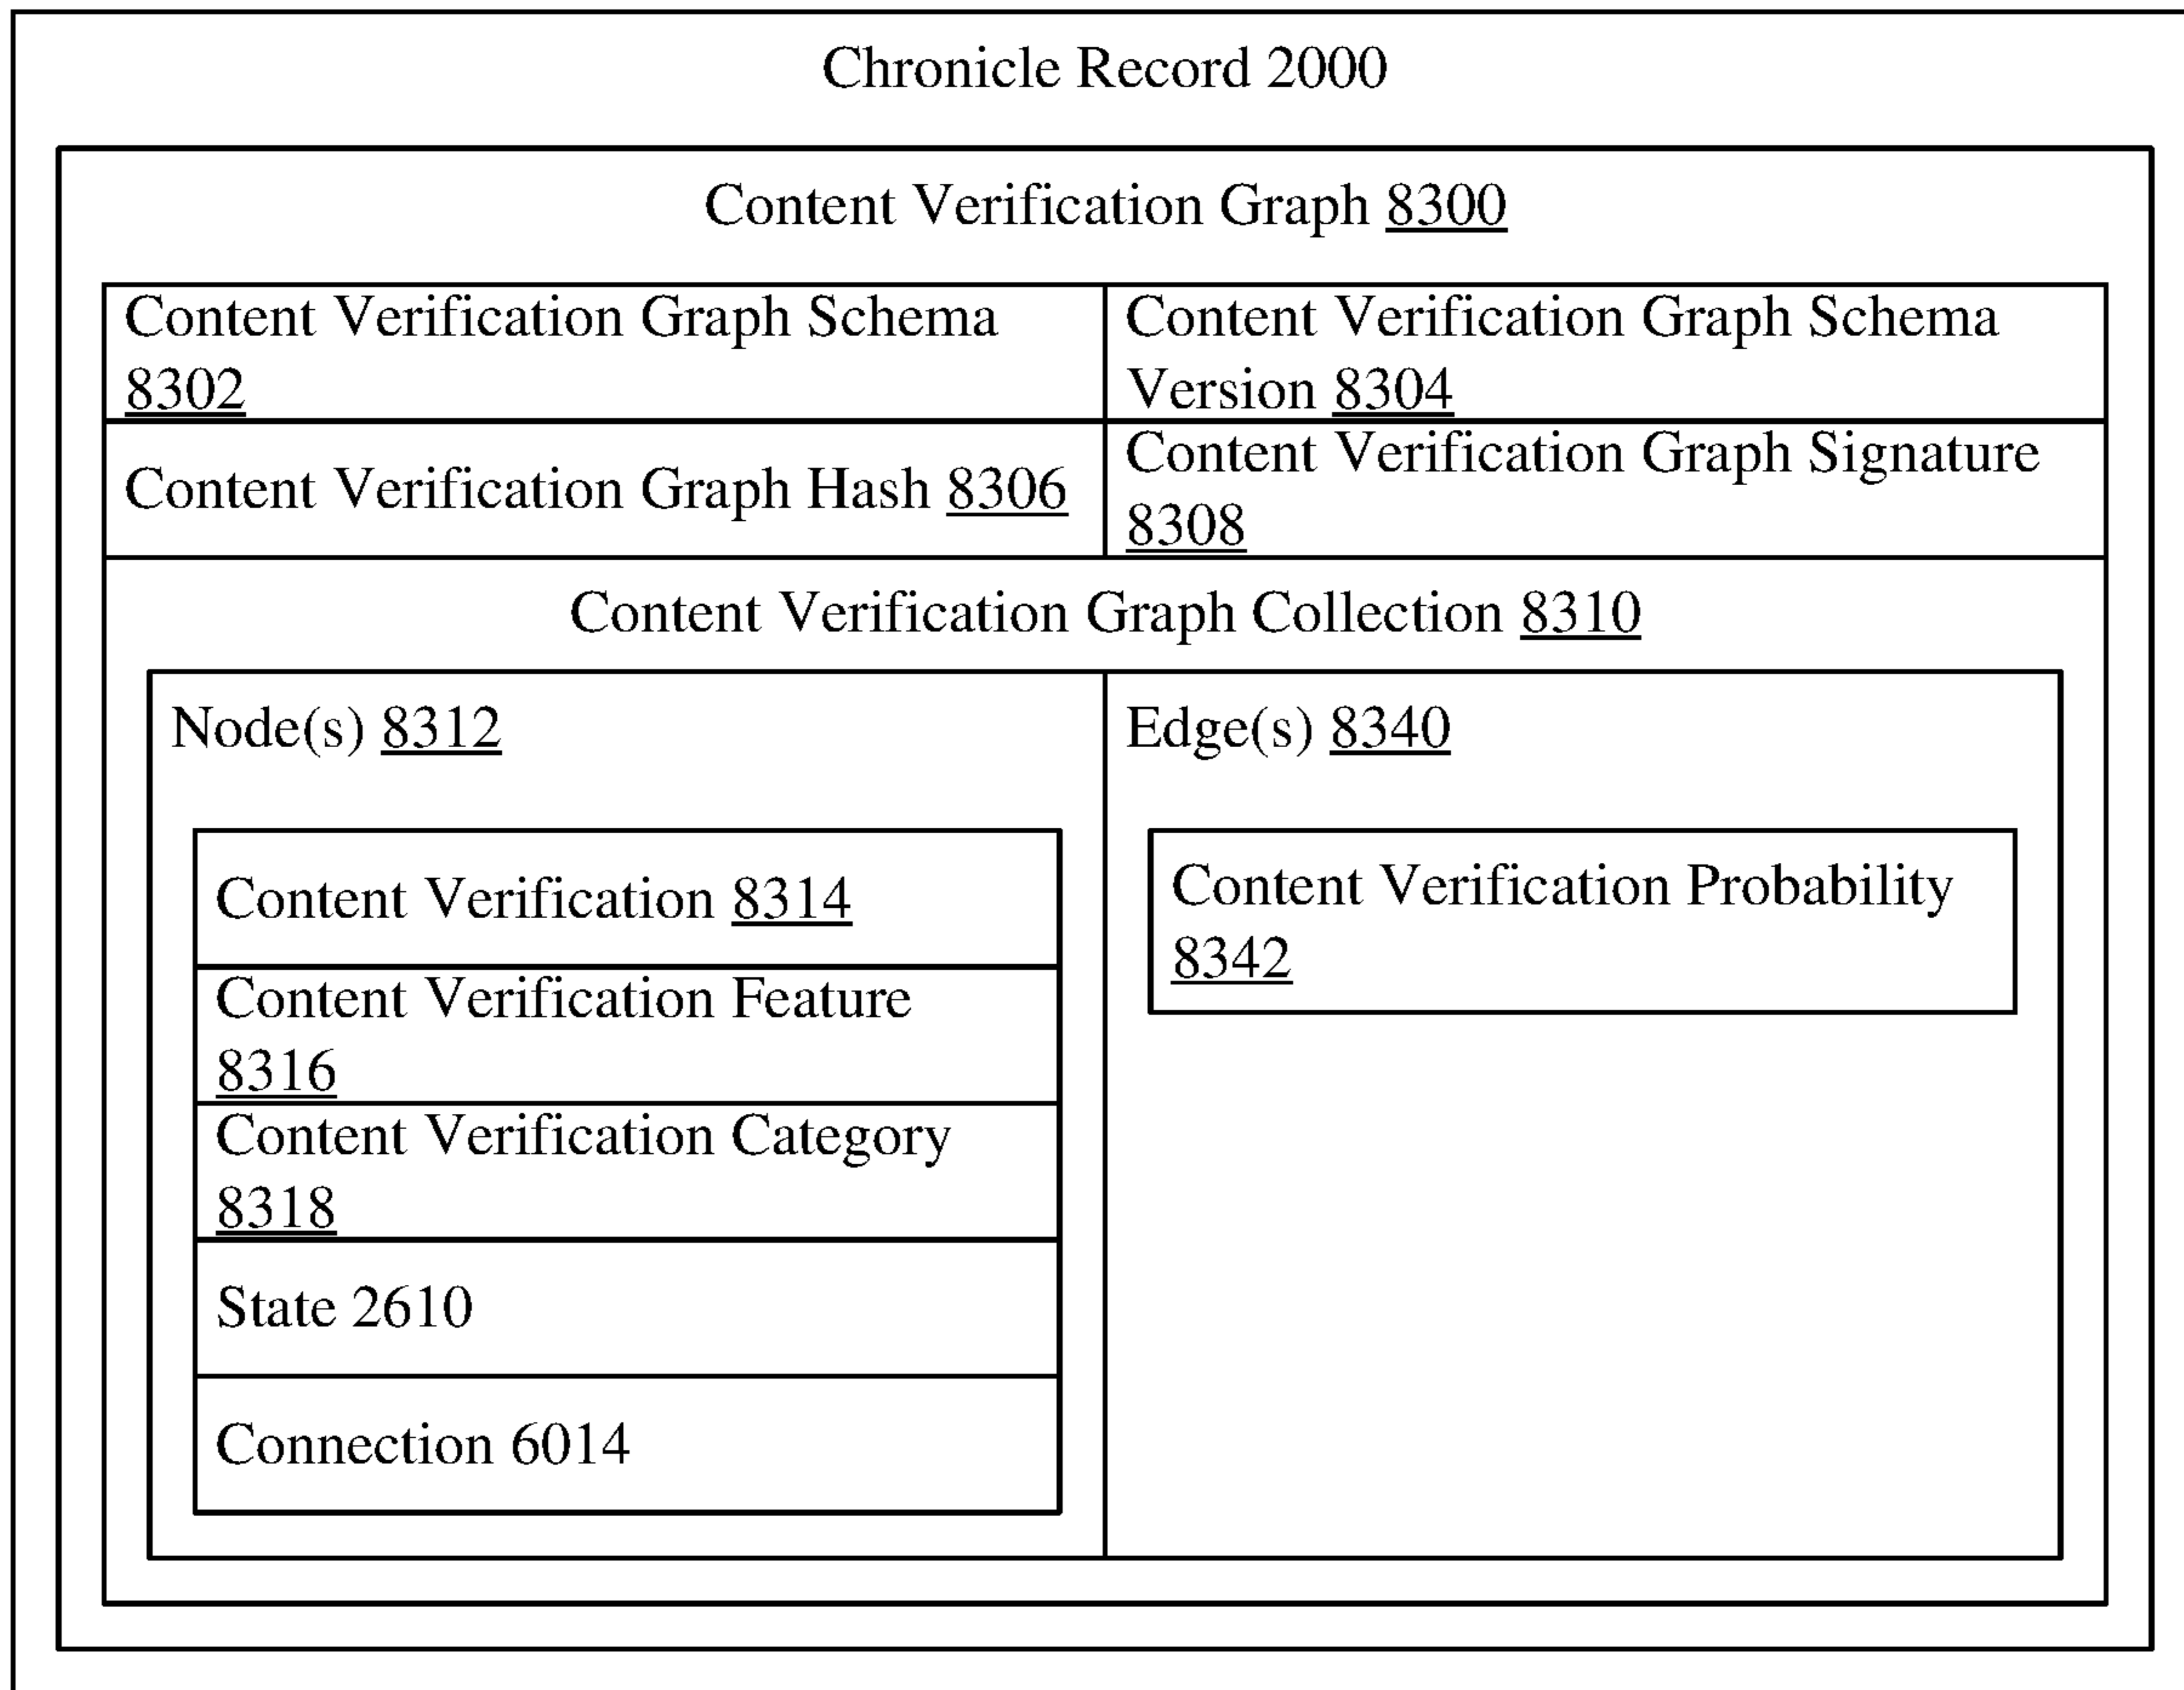 Chronicle Record 2000
Content Verification Graph 8300
Content Verification Graph Schema
8302
Content Verification Graph Schema
Version 8304
Content Verification Graph Hash 8306
Content Verification Graph Signature
8308
Content Verification Graph Collection 8310
Node(s) 8312
Content Verification 8314
Content Verification Feature
8316
Content Verification Category
8318
State 2610
Connection 6014
Edge(s) 8340
Content Verification Probability
8342